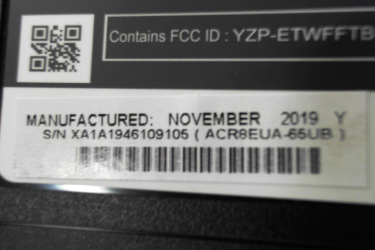 Contains FCC ID : YZP-ETWFFTB
MANUFACTURED: NOVEMBER 2019 Y
S/N XA1A1946109105 ( ACR8EUA-65UB )